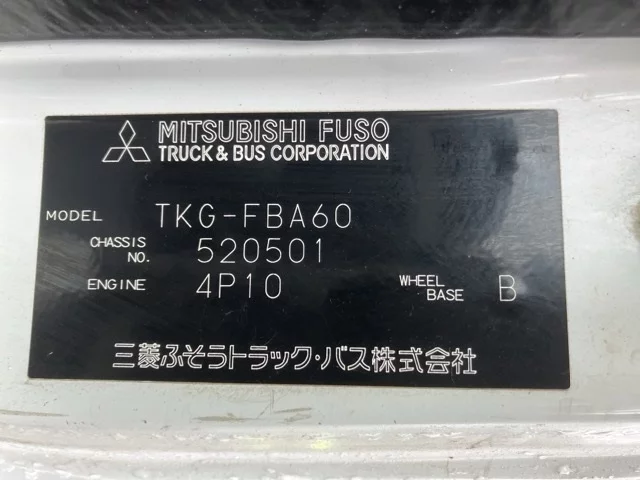 MITSUBISHI FUSO
TRUCK & BUS CORPORATION
MODEL TKG-FBA60
CHASSIS NO. 520501
ENGINE 4P10 WHEEL BASE B
三菱ふそうトラック・バス株式会社